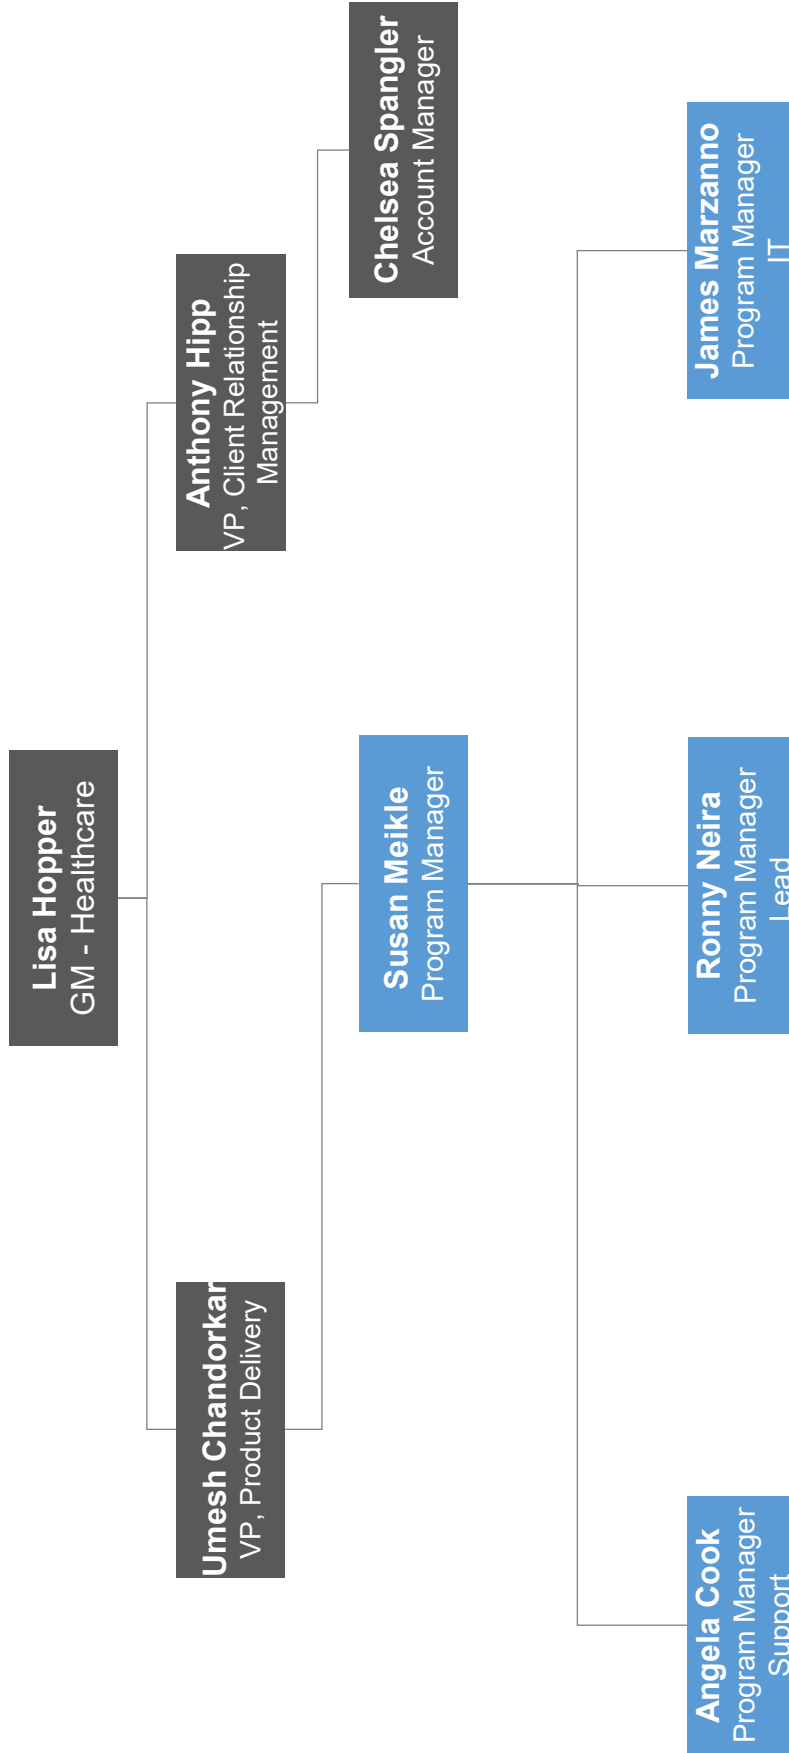 Lisa Hopper
GM - Healthcare
Umesh Chandorkar
VP, Product Delivery
Anthony Hipp
VP, Client Relationship
Management
Susan Meikle
Program Manager
Chelsea Spangler
Account Manager
Angela Cook
Program Manager
Support
Ronny Neira
Program Manager
Lead
James Marzanno
Program Manager
IT